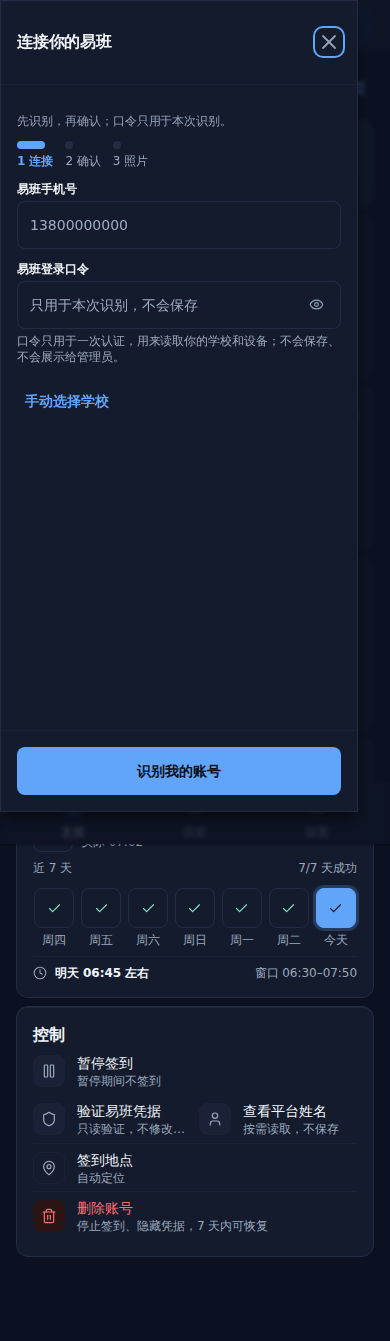 连接你的易班
先识别，再确认；口令只用于本次识别。
1 连接 2 确认 3 照片
易班手机号
13800000000
易班登录口令
只用于本次识别，不会保存
口令只用于一次认证，用来读取你的学校和设备；不会保存、
不会展示给管理员。
手动选择学校
识别我的账号
近 7 天 7/7 天成功
周四 周五 周六 周日 周一 周二 今天
明天 06:45 左右 窗口 06:30–07:50
控制
暂停签到
暂停期间不签到
验证易班凭据 查看平台姓名
只读验证，不修改… 按需读取，不保存
签到地点
自动定位
删除账号
停止签到、隐藏凭据，7 天内可恢复